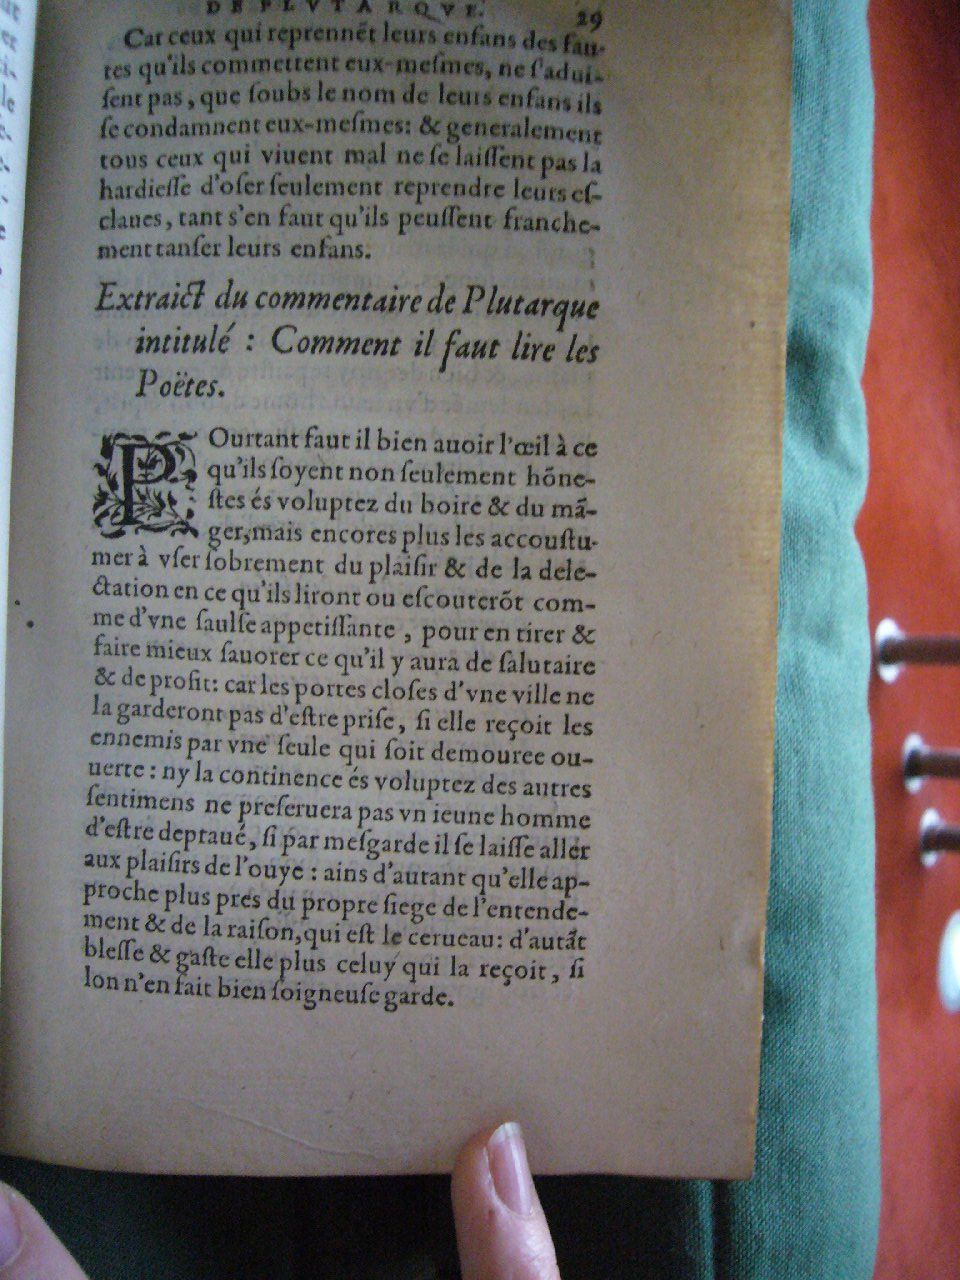 DE PLVTARQVE. 29
Car ceux qui reprennẽt leurs enfans des fau-
tes qu'ils commettent eux-meſmes, ne ſ'adui-
ſent pas, que ſoubs le nom de leurs enfans ils
ſe condamnent eux-meſmes: & generalement
tous ceux qui viuent mal ne ſe laiſſent pas la
hardieſſe d'oſer ſeulement reprendre leurs eſ-
claues, tant s'en faut qu'ils peuſſent franche-
ment tanſer leurs enfans.
Extraict du commentaire de Plutarque
intitulé : Comment il faut lire les
Poëtes.
POurtant faut il bien auoir l'œil à ce
qu'ils ſoyent non ſeulement hõne-
ſtes és voluptez du boire & du mã-
ger, mais encores plus les accouſtu-
mer à vſer ſobrement du plaiſir & de la dele-
ctation en ce qu'ils liront ou eſcouterõt com-
me d'vne ſaulſe appetiſſante, pour en tirer &
faire mieux ſauorer ce qu'il y aura de ſalutaire
& de profit: car les portes cloſes d'vne ville ne
la garderont pas d'eſtre priſe, ſi elle reçoit les
ennemis par vne ſeule qui ſoit demouree ou-
uerte : ny la continence és voluptez des autres
ſentimens ne preſeruera pas vn ieune homme
d'eſtre deprauė, ſi par meſgarde il ſe laiſſe aller
aux plaiſirs de l'ouye : ains d'autant qu'elle ap-
proche plus pres du propre ſiege de l'entende-
ment & de la raiſon, qui eſt le cerueau: d'autãt
bleſſe & gaſte elle plus celuy qui la reçoit, ſi
lon n'en fait bien ſoigneuſe garde.